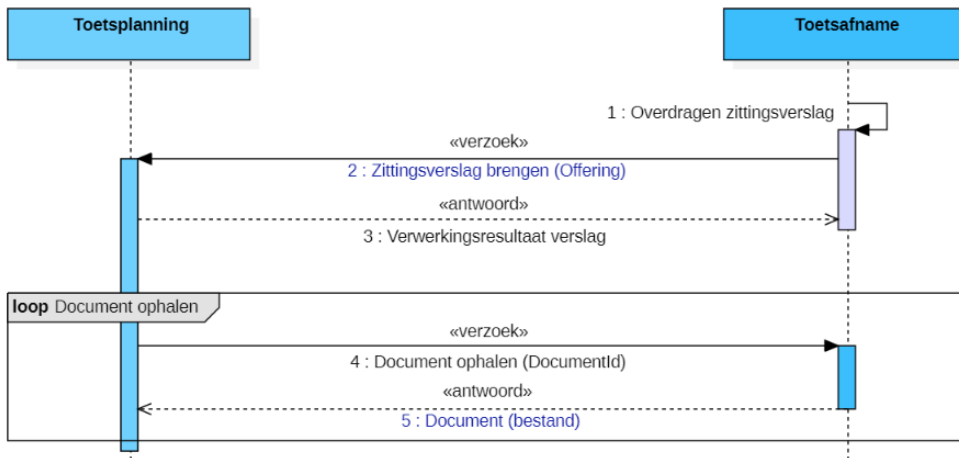 Toetsplanning
Toetsafname
1 : Overdragen zittingsverslag
«verzoek»
2 : Zittingsverslag brengen (Offering)
«antwoord»
3 : Verwerkingsresultaat verslag
loop Document ophalen
«verzoek»
4 : Document ophalen (DocumentId)
«antwoord»
5 : Document (bestand)